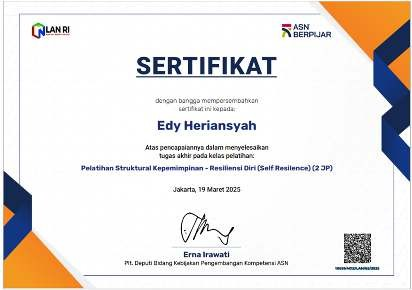 LAN RI
ASN
BERPIJAR
SERTIFIKAT
dengan bangga mempersembahkan
sertifikat ini kepada:
Edy Heriansyah
Atas pencapaiannya dalam menyelesaikan
tugas akhir pada kelas pelatihan:
Pelatihan Struktural Kepemimpinan - Resiliensi Diri (Self Resilence) (2 JP)
Jakarta, 19 Maret 2025
Erna Irawati
Plt. Deputi Bidang Kebijakan Pengembangan Kompetensi ASN